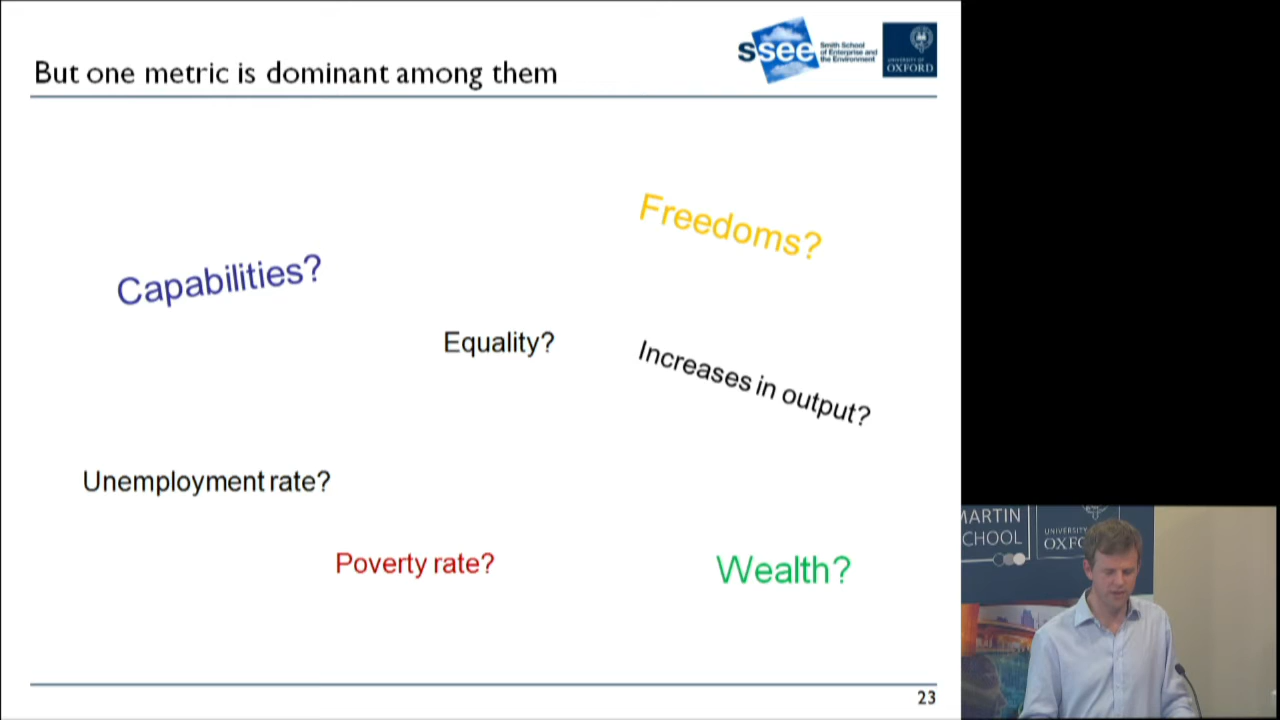 But one metric is dominant among them
ssee
Smith School
of Enterprise and
the Environment
UNIVERSITY OF
OXFORD
Freedoms?
Capabilities?
Equality?
Increases in output?
Unemployment rate?
Poverty rate?
Wealth?
23
MARTIN
SCHOOL
UNIVERSITY
OXFO